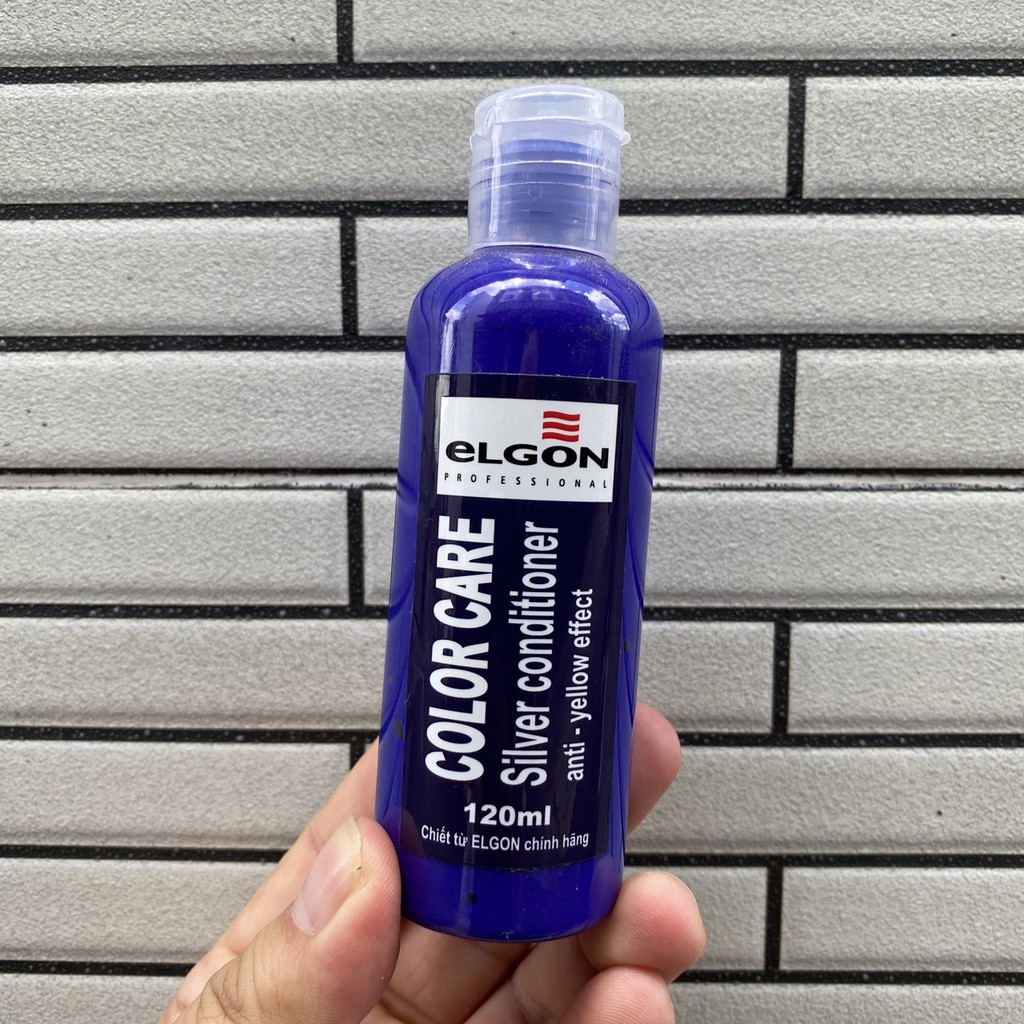 eLGON
PROFESSIONAL
COLOR CARE
Silver conditioner
anti - yellow effect
120ml
Chiết từ ELGON chính hãng